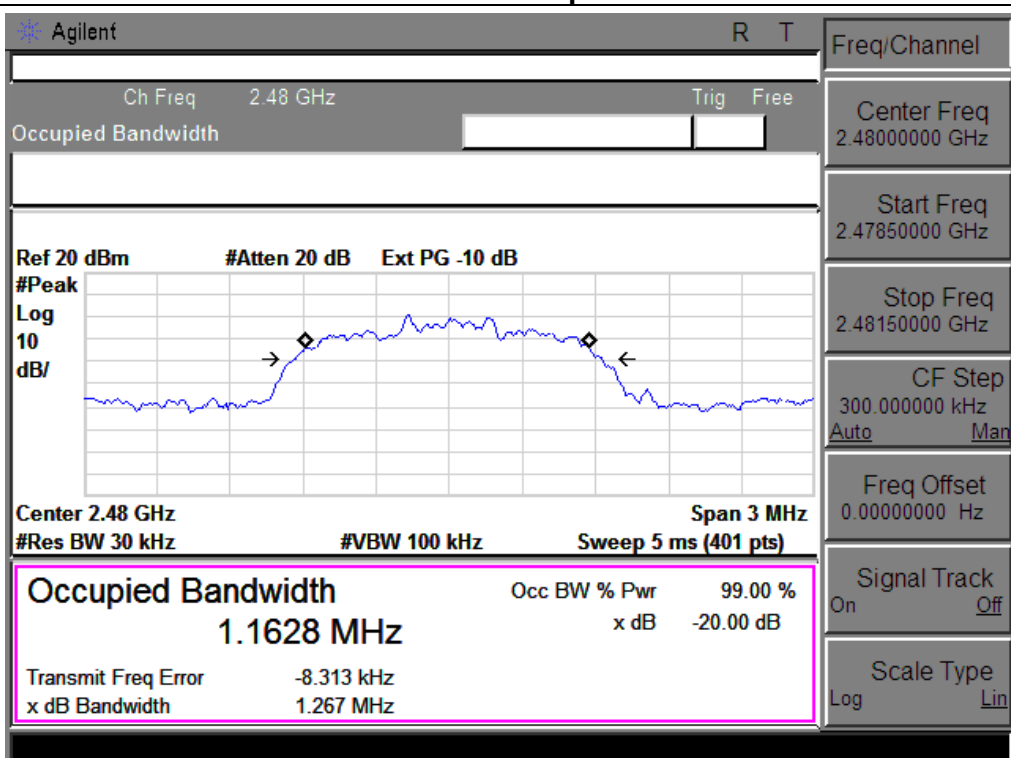 Agilent R T
Ch Freq 2.48 GHz Trig Free
Occupied Bandwidth
Ref 20 dBm #Atten 20 dB Ext PG -10 dB
#Peak
Log
10
dB/
Center 2.48 GHz Span 3 MHz
#Res BW 30 kHz #VBW 100 kHz Sweep 5 ms (401 pts)
Occupied Bandwidth Occ BW % Pwr 99.00 %
1.1628 MHz x dB -20.00 dB
Transmit Freq Error -8.313 kHz
x dB Bandwidth 1.267 MHz
Freq/Channel
Center Freq
2.48000000 GHz
Start Freq
2.47850000 GHz
Stop Freq
2.48150000 GHz
CF Step
300.000000 kHz
Auto Man
Freq Offset
0.00000000 Hz
Signal Track
On Off
Scale Type
Log Lin